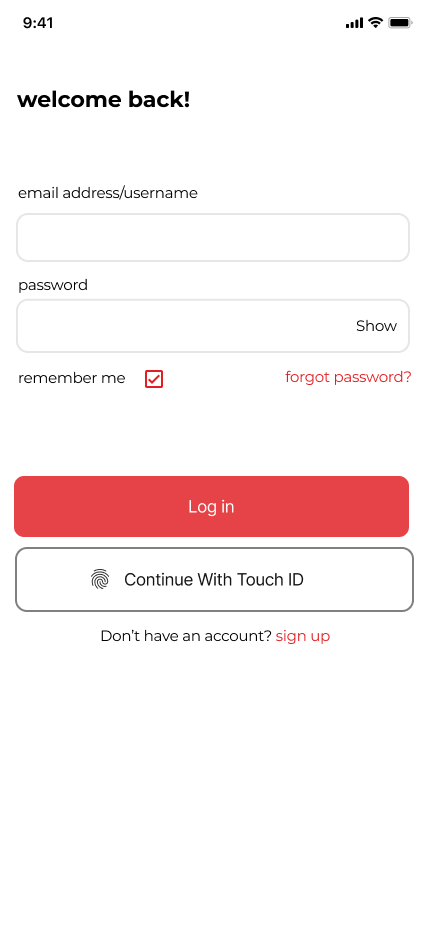 9:41
welcome back!
email address/username
password
Show
remember me
forgot password?
Log in
Continue With Touch ID
Don’t have an account? sign up